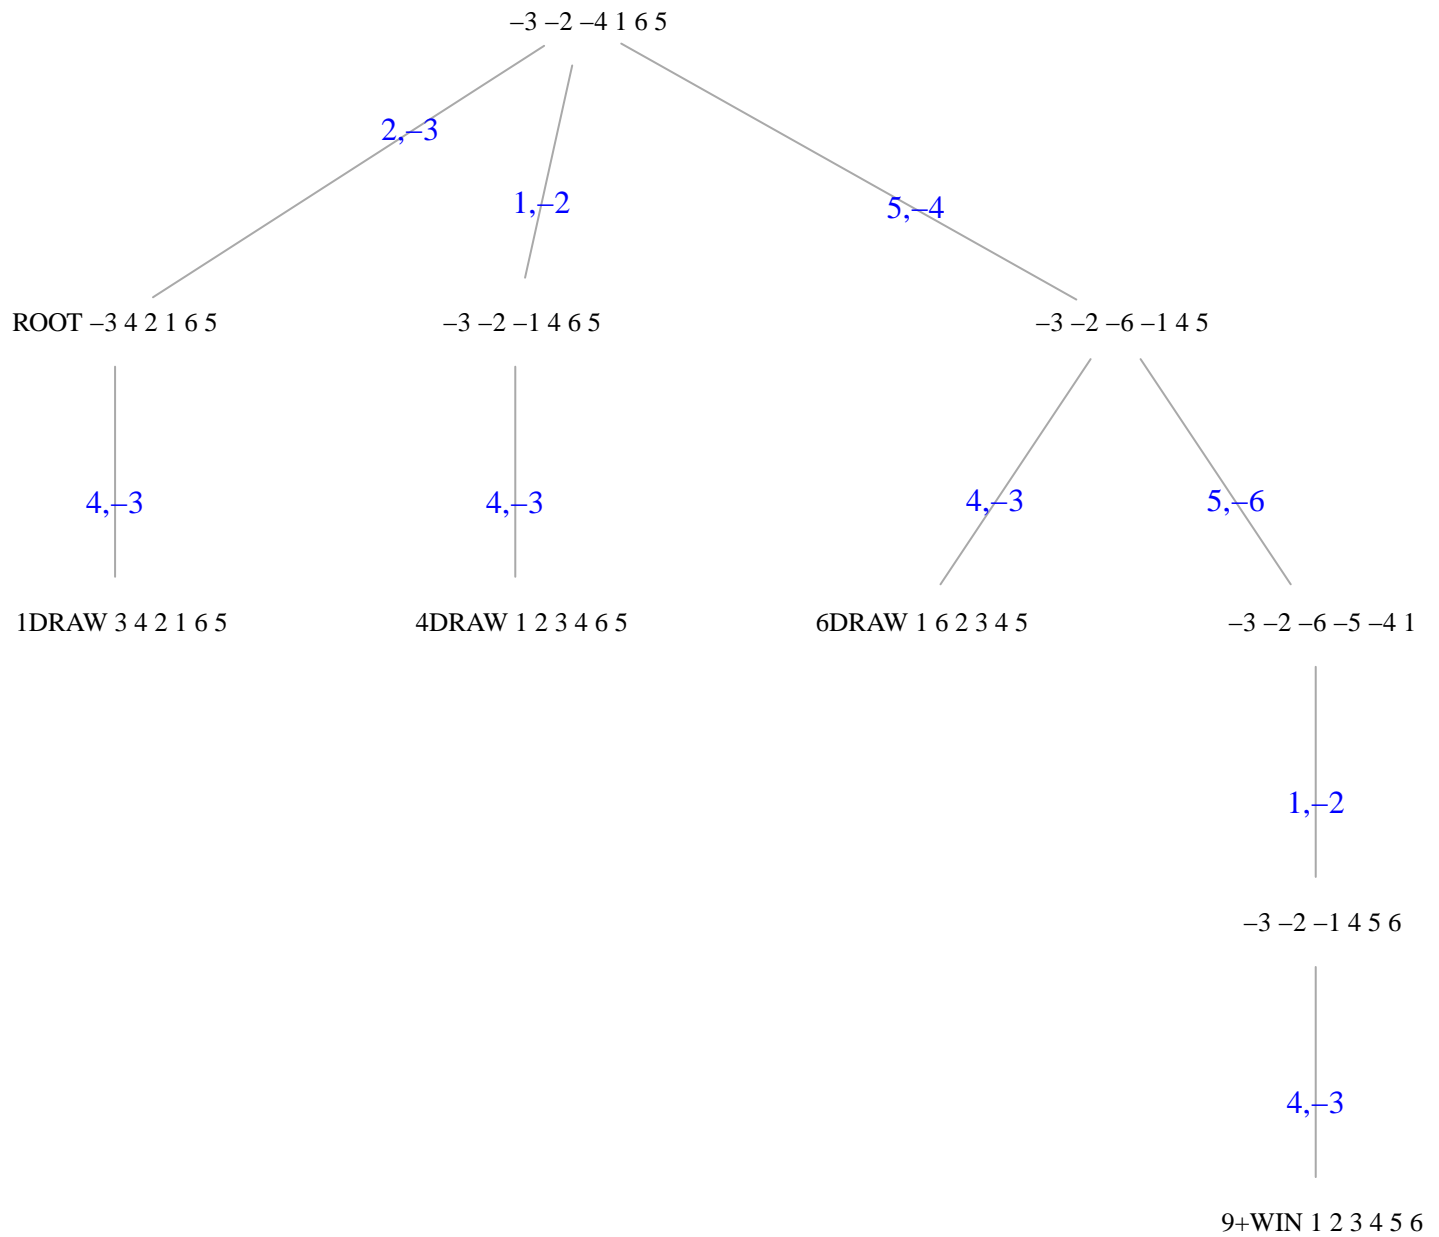 –3 –2 –4 1 6 5
2,–3
1,–2
5,–4
ROOT –3 4 2 1 6 5
–3 –2 –1 4 6 5
–3 –2 –6 –1 4 5
4,–3
4,–3
4,–3
5,–6
1DRAW 3 4 2 1 6 5
4DRAW 1 2 3 4 6 5
6DRAW 1 6 2 3 4 5
–3 –2 –6 –5 –4 1
1,–2
–3 –2 –1 4 5 6
4,–3
9+WIN 1 2 3 4 5 6